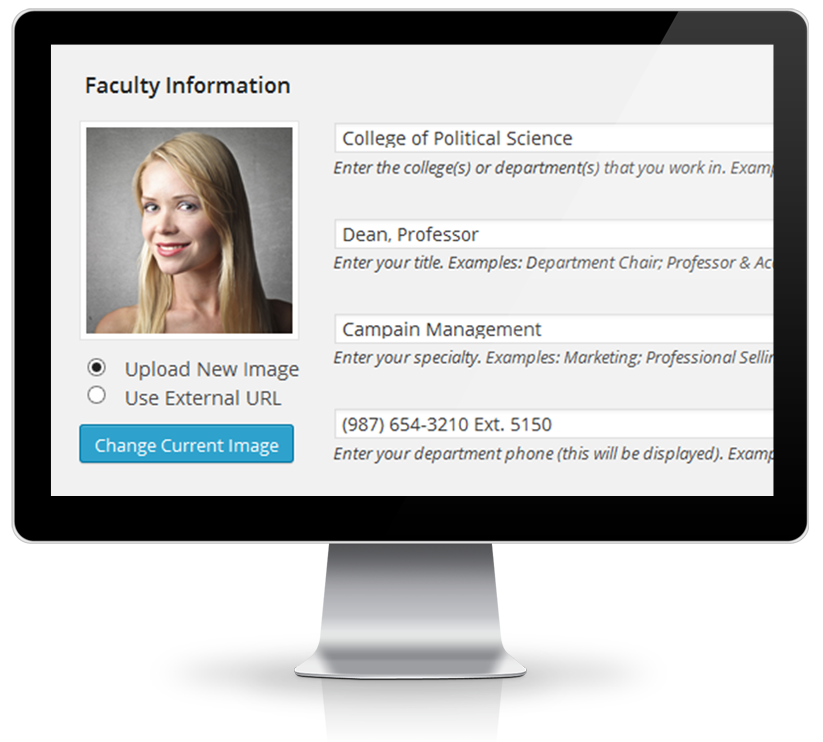 Faculty Information
College of Political Science
Enter the college(s) or department(s) that you work in. Examp
Dean, Professor
Enter your title. Examples: Department Chair; Professor & Acc
Campain Management
Enter your specialty. Examples: Marketing; Professional Sellin
(987) 654-3210 Ext. 5150
Enter your department phone (this will be displayed). Examp
Upload New Image
Use External URL
Change Current Image